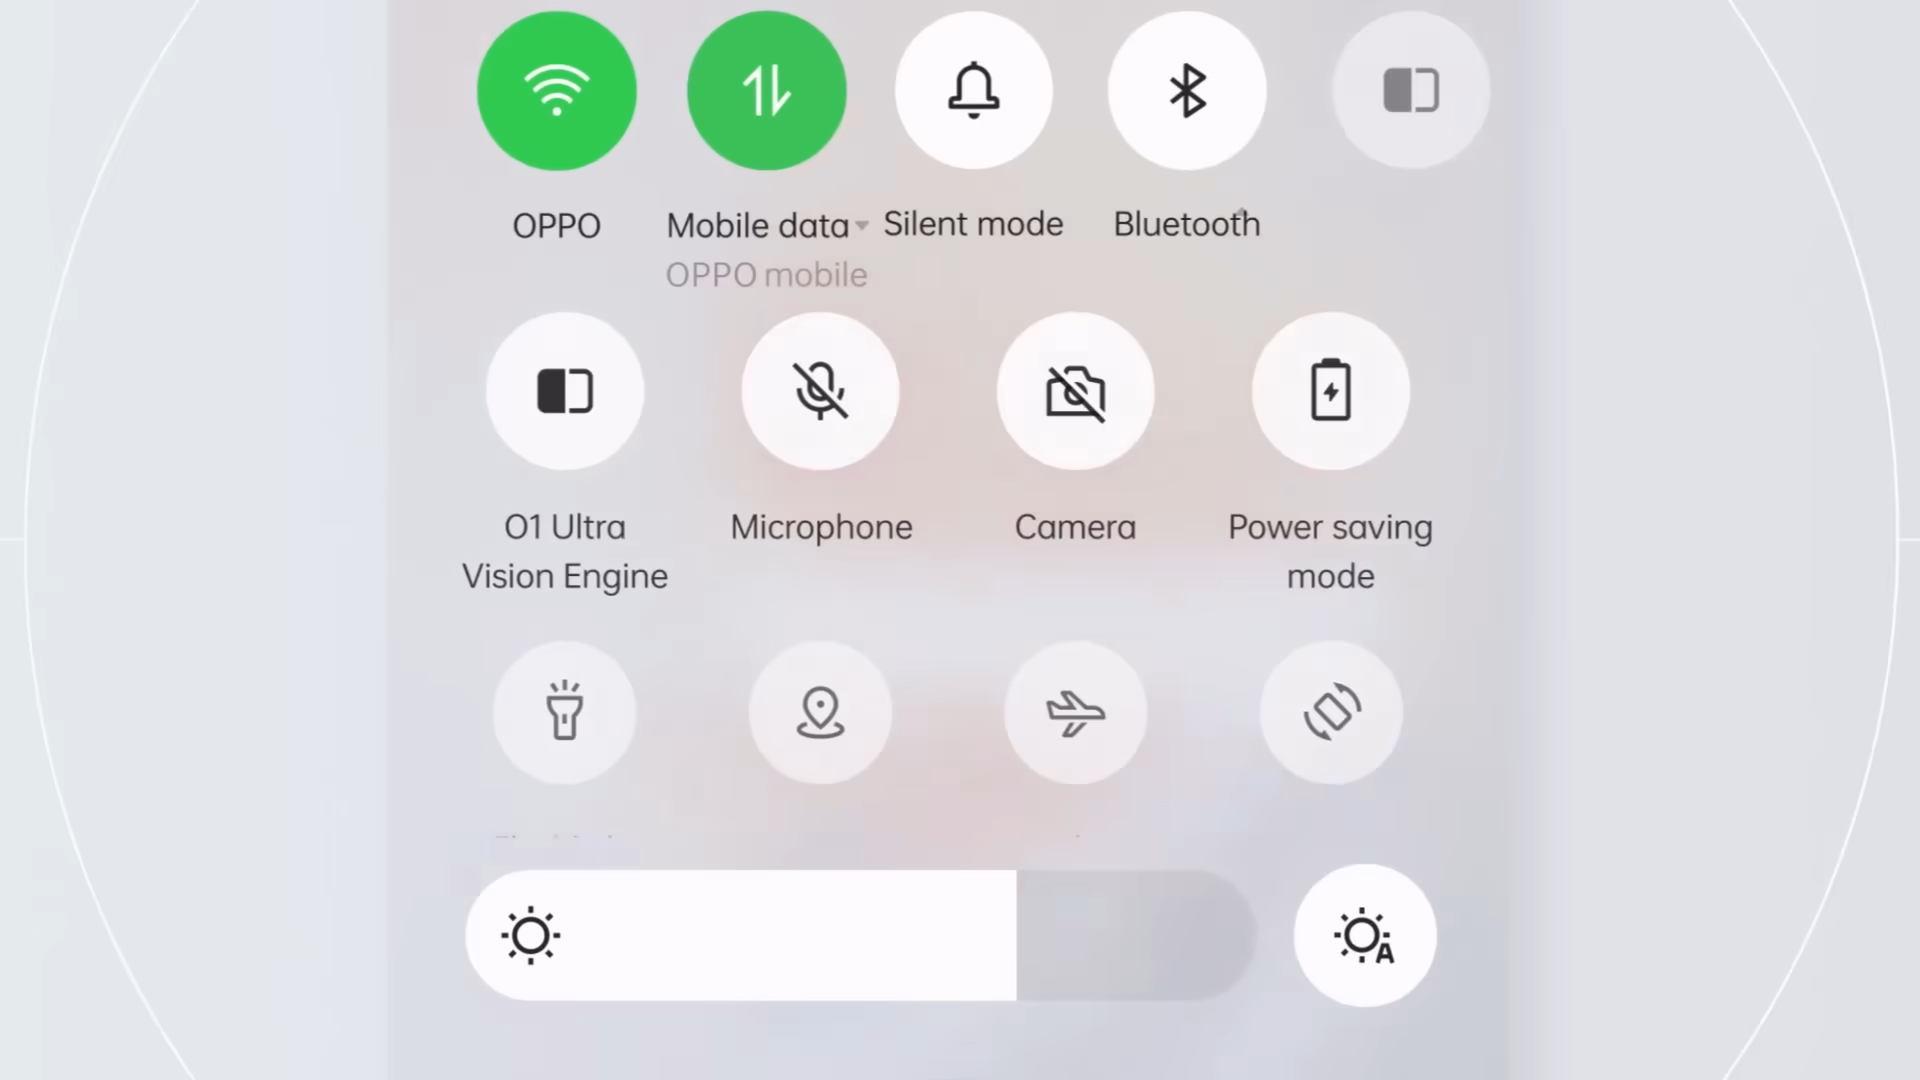 OPPO
Mobile data
Silent mode
Bluetooth
OPPO mobile
O1 Ultra
Vision Engine
Microphone
Camera
Power saving
mode
A